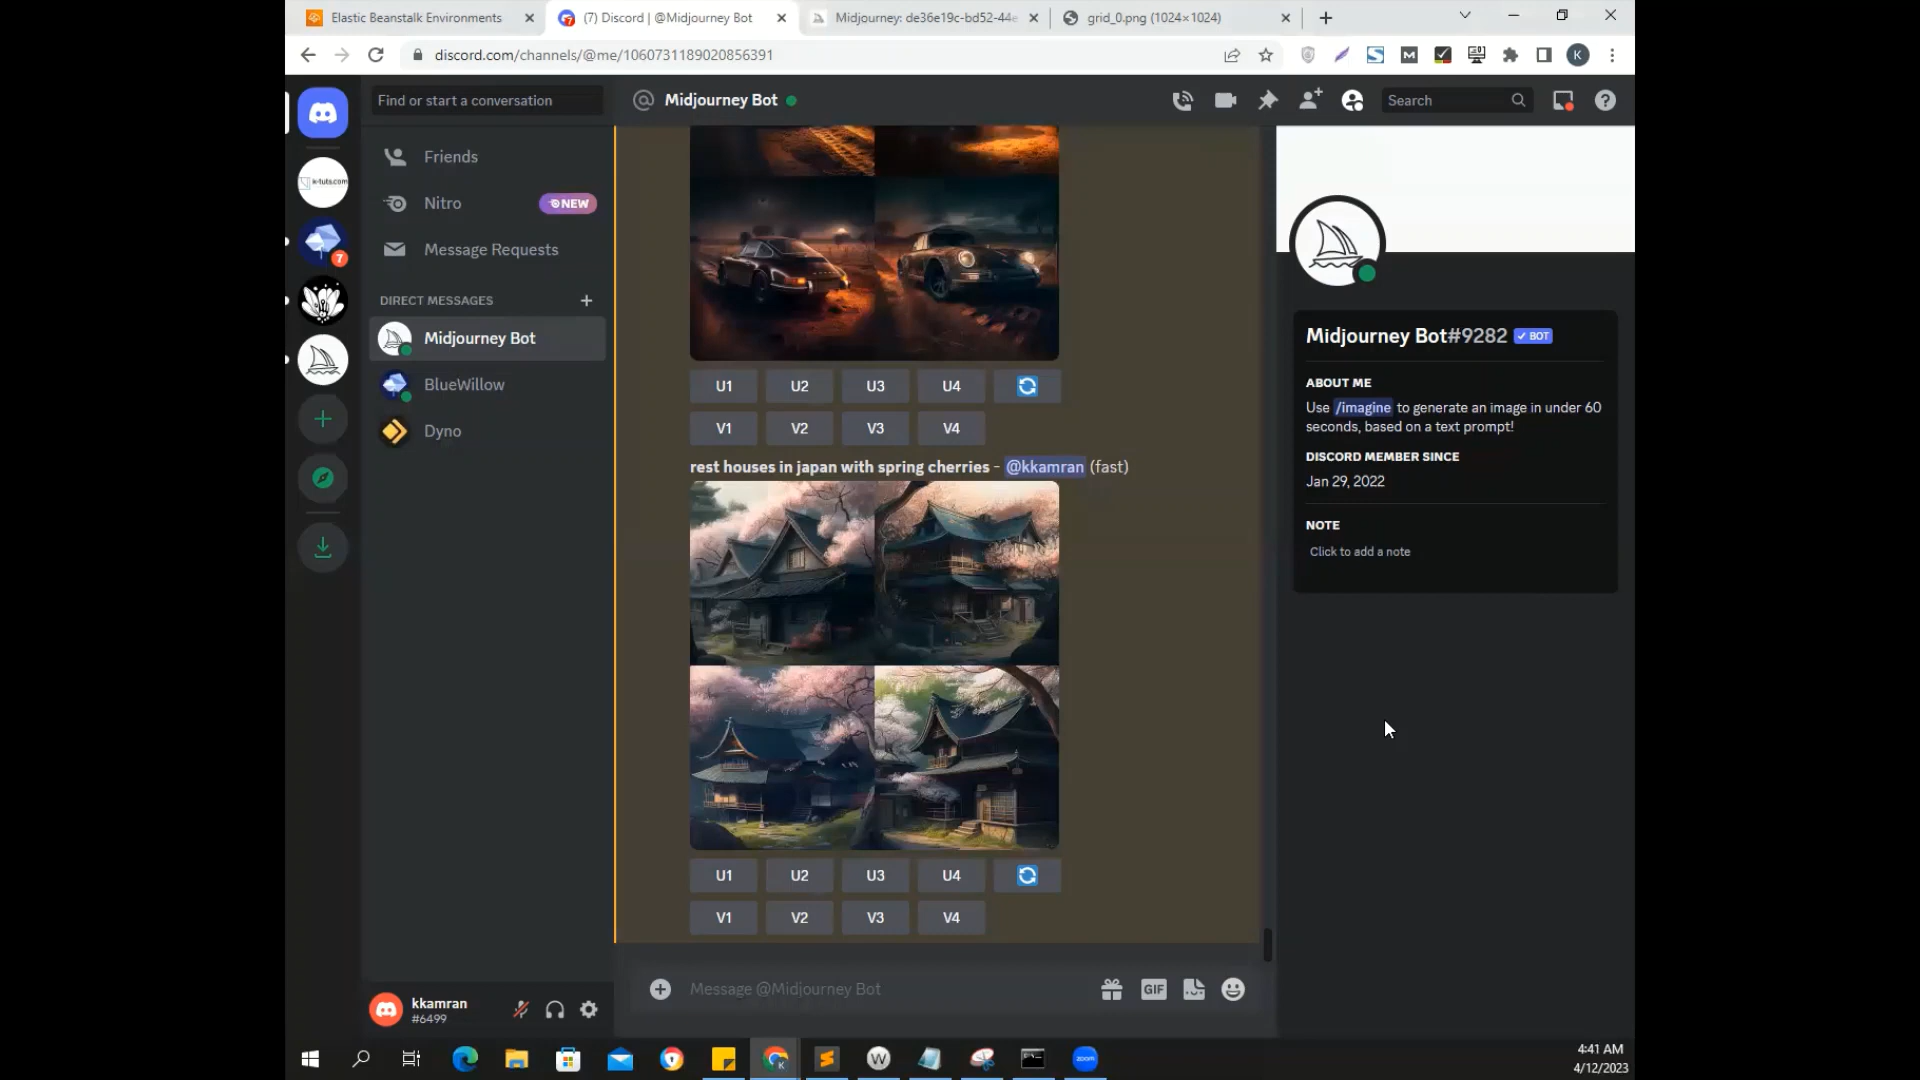 Elastic Beanstalk Environments
(7) Discord | @Midjourney Bot
Midjourney: de36e19c-bd52-44e
grid_0.png (1024×1024)
discord.com/channels/@me/1060731189020856391
K
Find or start a conversation
Midjourney Bot
Search
k-tuts.com
7
Friends
Nitro
NEW
Message Requests
DIRECT MESSAGES
Midjourney Bot
BlueWillow
Dyno
U1 U2 U3 U4
V1 V2 V3 V4
rest houses in japan with spring cherries - @kkamran (fast)
U1 U2 U3 U4
V1 V2 V3 V4
Message @Midjourney Bot
GIF
Midjourney Bot#9282 BOT
ABOUT ME
Use /imagine to generate an image in under 60
seconds, based on a text prompt!
DISCORD MEMBER SINCE
Jan 29, 2022
NOTE
Click to add a note
kkamran
#6499
zoom
4:41 AM
4/12/2023